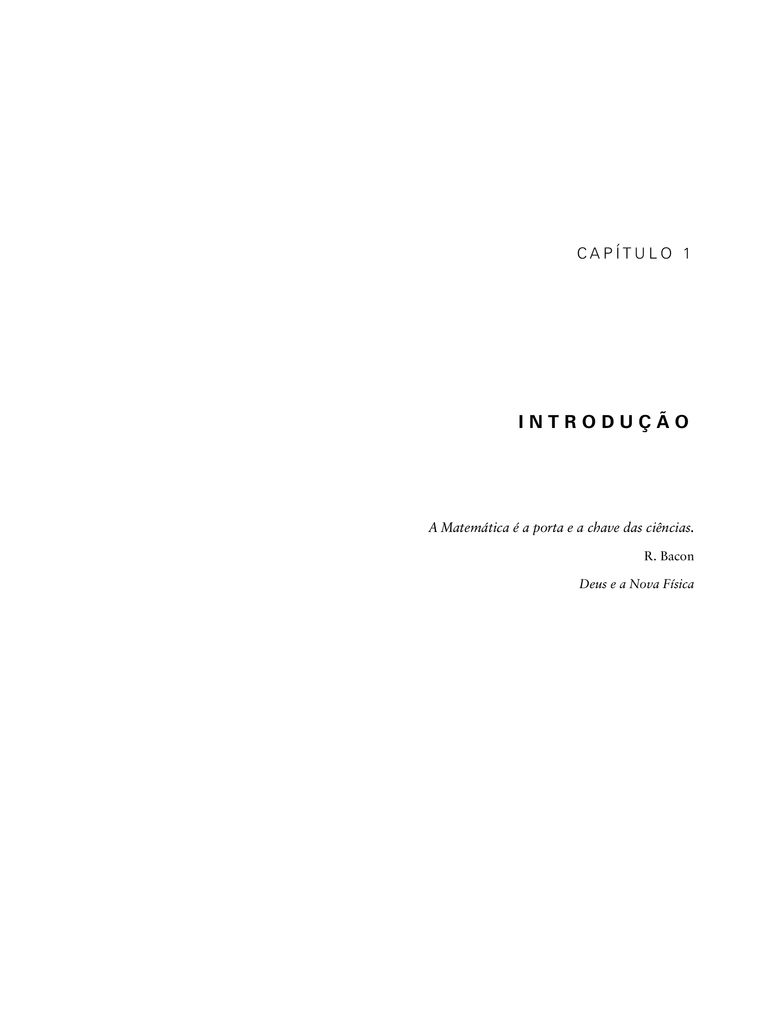 CAPÍTULO 1
INTRODUÇÃO
A Matemática é a porta e a chave das ciências.
R. Bacon
Deus e a Nova Física